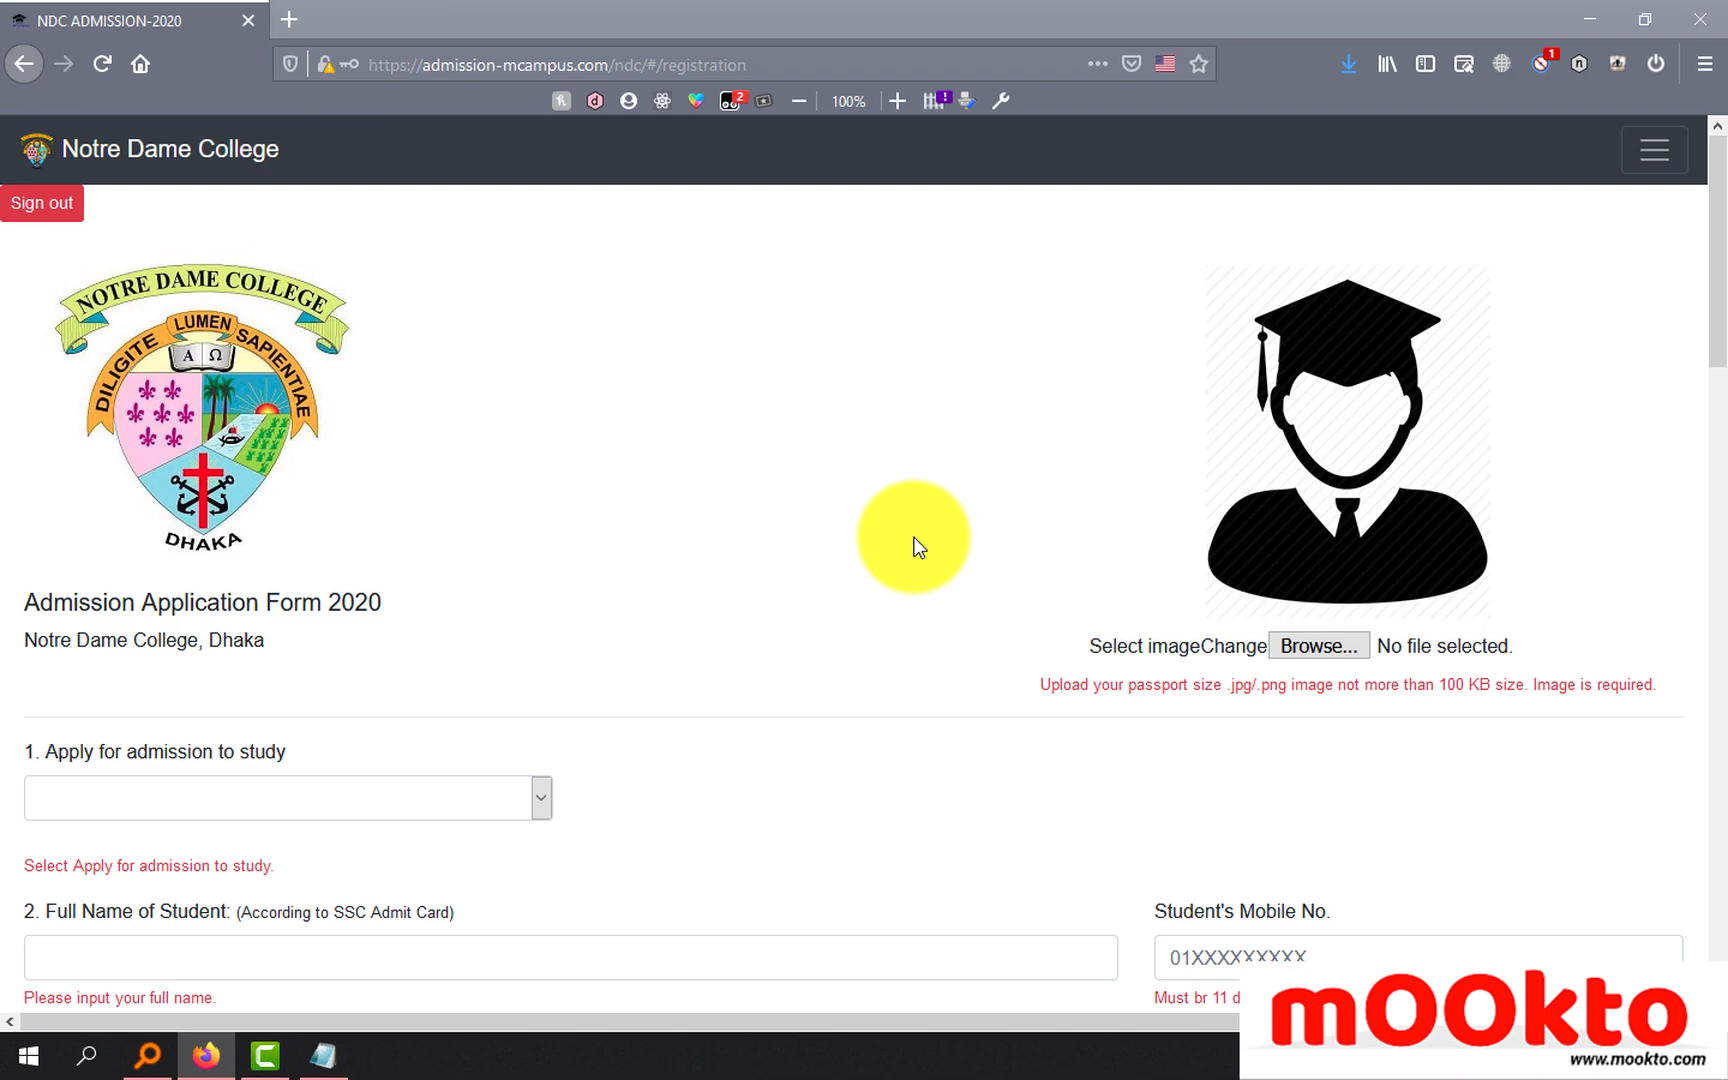 NDC ADMISSION-2020
https://admission-mcampus.com/ndc/#/registration
1
2
100%
Notre Dame College
Sign out
NOTRE DAME COLLEGE
DILIGITE LUMEN SAPIENTIAE
Α Ω
DHAKA
Admission Application Form 2020
Notre Dame College, Dhaka
Select imageChange Browse... No file selected.
Upload your passport size .jpg/.png image not more than 100 KB size. Image is required.
1. Apply for admission to study
Select Apply for admission to study.
2. Full Name of Student: (According to SSC Admit Card)
Student's Mobile No.
01XXXXXXXXX
Please input your full name.
Must br 11 d
mOOkto
www.mookto.com